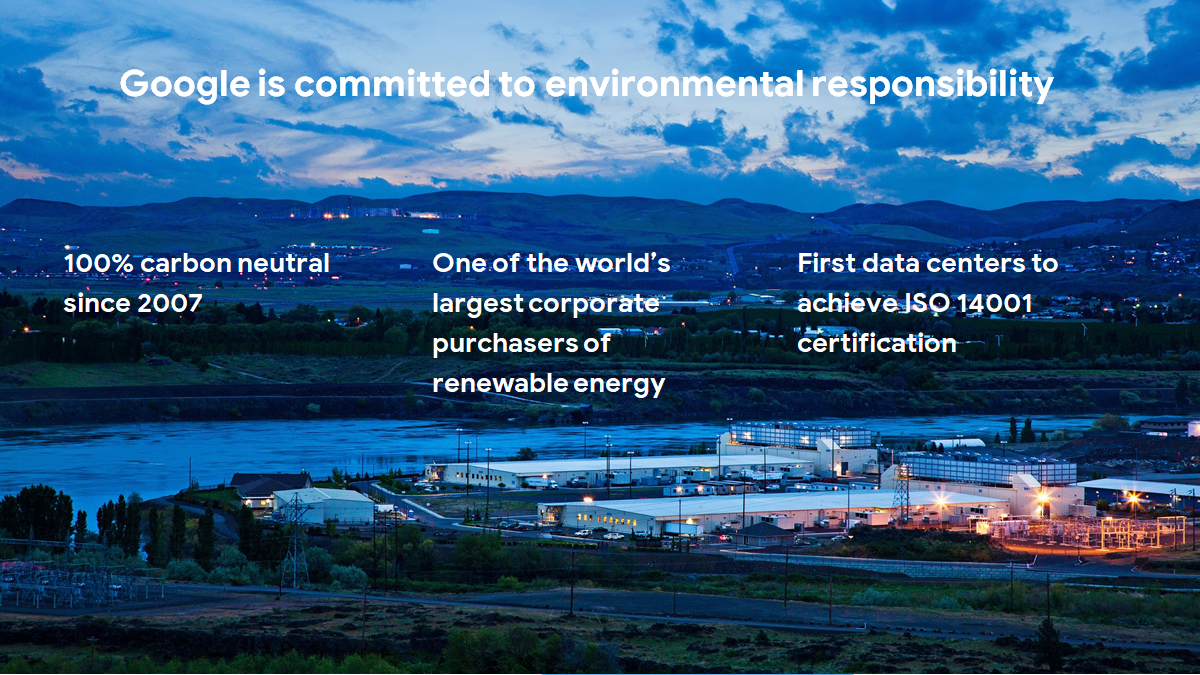 Google is committed to environmental responsibility
100% carbon neutral
since 2007
One of the world's
largest corporate
purchasers of
renewable energy
First data centers to
achieve ISO 14001
certification